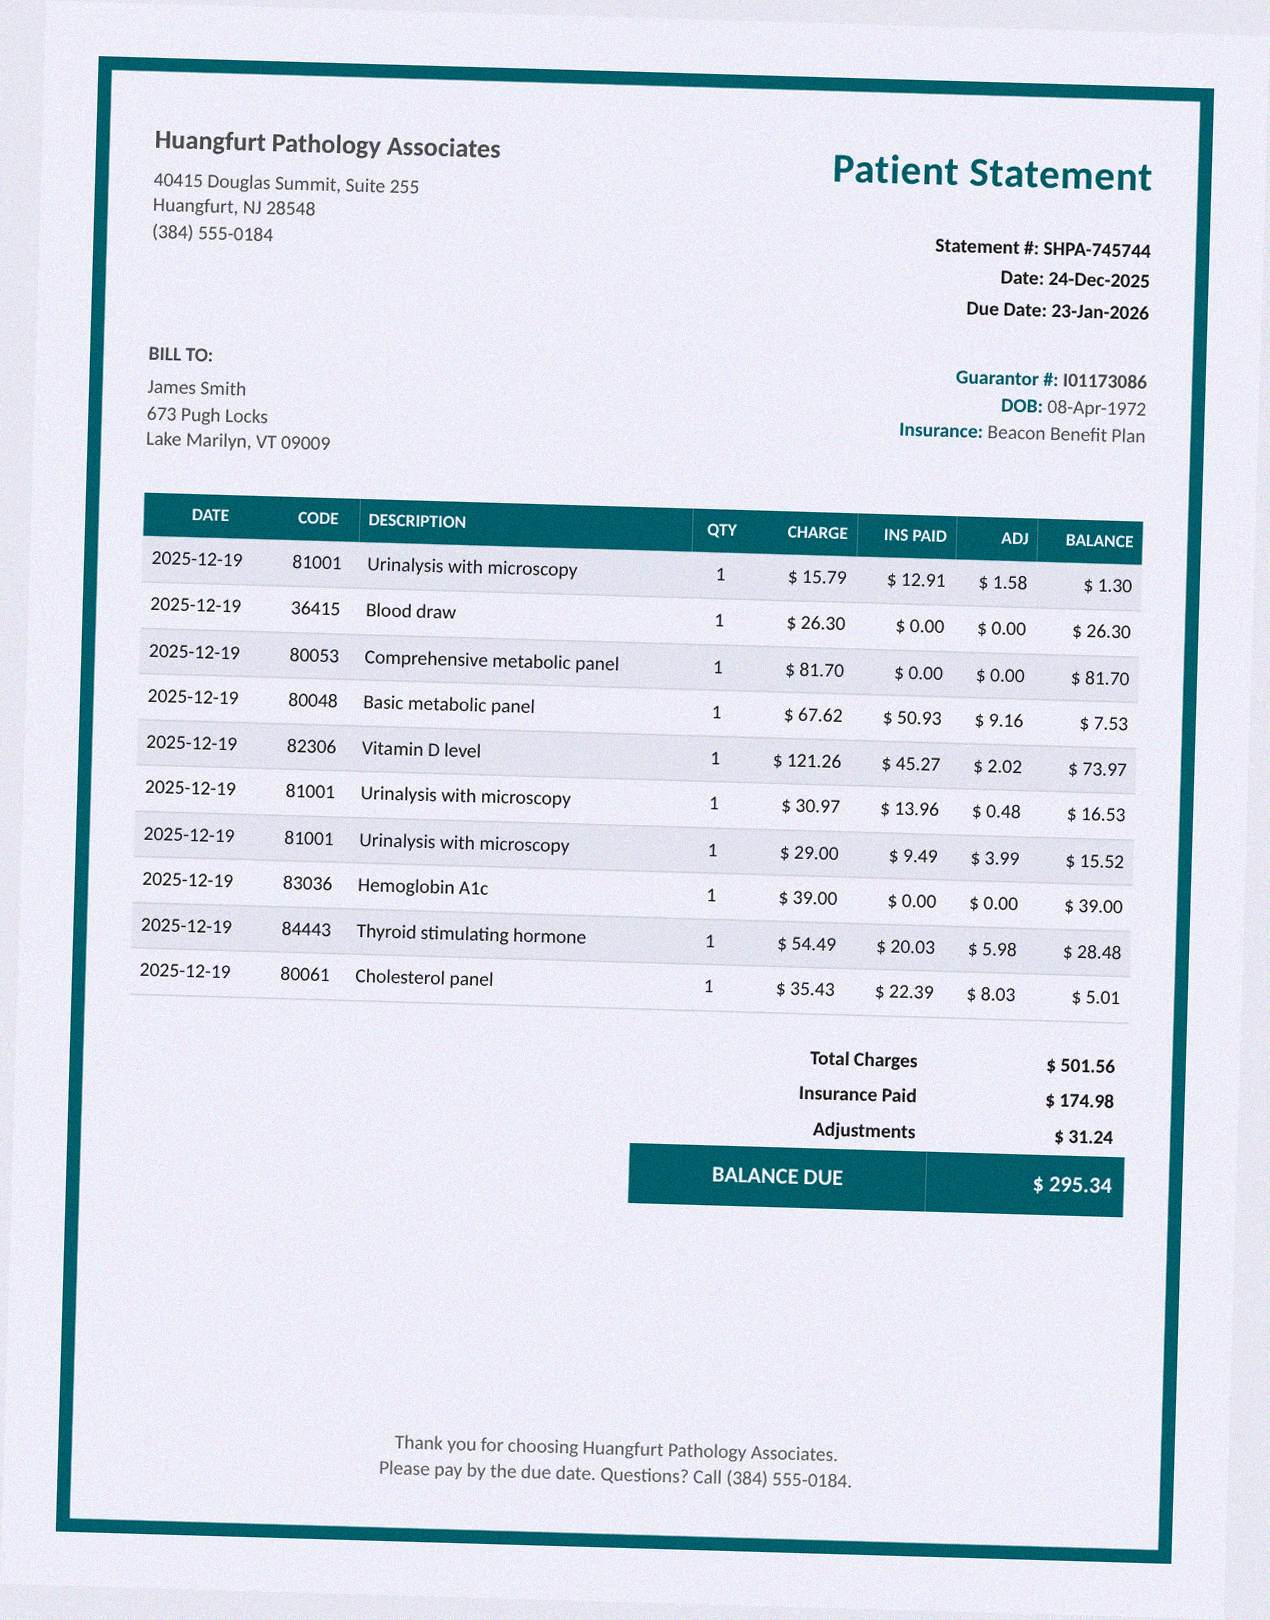 Huangfurt Pathology Associates
40415 Douglas Summit, Suite 255
Huangfurt, NJ 28548
(384) 555-0184
Patient Statement
Statement #: SHPA-745744
Date: 24-Dec-2025
Due Date: 23-Jan-2026
BILL TO:
James Smith
673 Pugh Locks
Lake Marilyn, VT 09009
Guarantor #: I01173086
DOB: 08-Apr-1972
Insurance: Beacon Benefit Plan
DATE CODE DESCRIPTION QTY CHARGE INS PAID ADJ BALANCE
2025-12-19 81001 Urinalysis with microscopy 1 $ 15.79 $ 12.91 $ 1.58 $ 1.30
2025-12-19 36415 Blood draw 1 $ 26.30 $ 0.00 $ 0.00 $ 26.30
2025-12-19 80053 Comprehensive metabolic panel 1 $ 81.70 $ 0.00 $ 0.00 $ 81.70
2025-12-19 80048 Basic metabolic panel 1 $ 67.62 $ 50.93 $ 9.16 $ 7.53
2025-12-19 82306 Vitamin D level 1 $ 121.26 $ 45.27 $ 2.02 $ 73.97
2025-12-19 81001 Urinalysis with microscopy 1 $ 30.97 $ 13.96 $ 0.48 $ 16.53
2025-12-19 81001 Urinalysis with microscopy 1 $ 29.00 $ 9.49 $ 3.99 $ 15.52
2025-12-19 83036 Hemoglobin A1c 1 $ 39.00 $ 0.00 $ 0.00 $ 39.00
2025-12-19 84443 Thyroid stimulating hormone 1 $ 54.49 $ 20.03 $ 5.98 $ 28.48
2025-12-19 80061 Cholesterol panel 1 $ 35.43 $ 22.39 $ 8.03 $ 5.01
Total Charges $ 501.56
Insurance Paid $ 174.98
Adjustments $ 31.24
BALANCE DUE $ 295.34
Thank you for choosing Huangfurt Pathology Associates.
Please pay by the due date. Questions? Call (384) 555-0184.